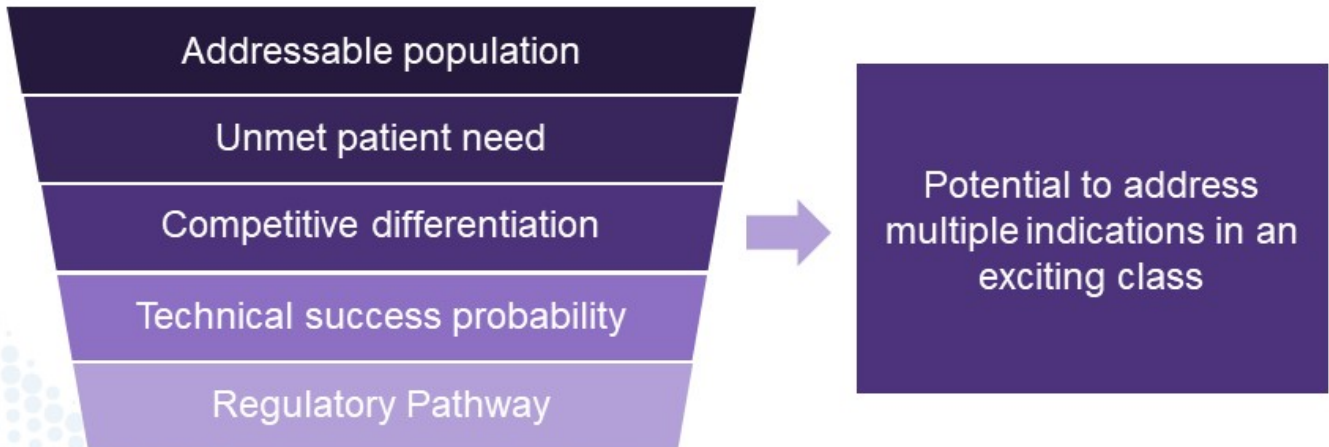 Addressable population
Unmet patient need
Competitive differentiation
Technical success probability
Regulatory Pathway
Potential to address
multiple indications in an
exciting class